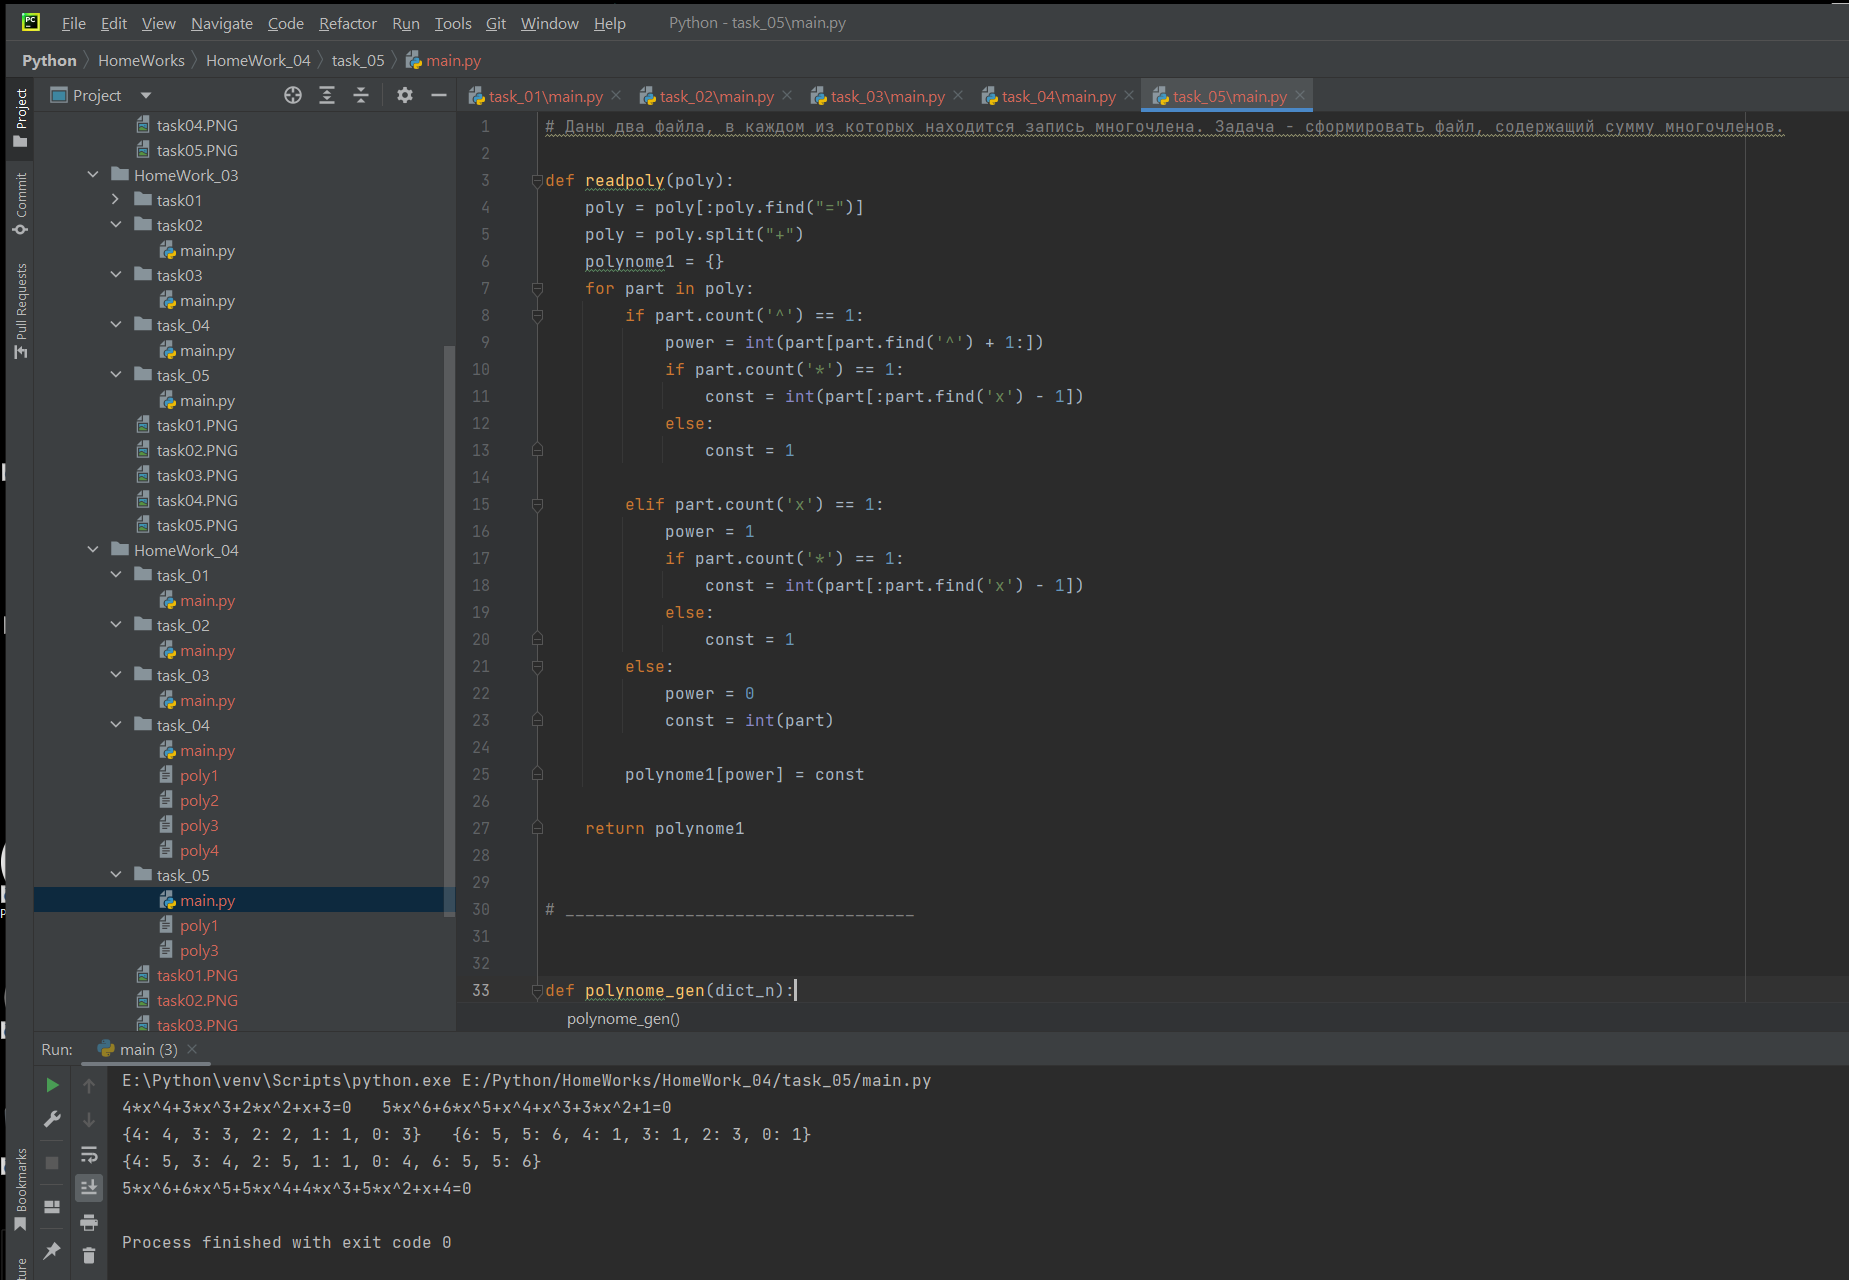 PC File Edit View Navigate Code Refactor Run Tools Git Window Help Python - task_05\main.py
Python HomeWorks HomeWork_04 task_05 main.py
Project
Commit
Pull Requests
Bookmarks
Project
task04.PNG
task05.PNG
HomeWork_03
task01
task02
main.py
task03
main.py
task_04
main.py
task_05
main.py
task01.PNG
task02.PNG
task03.PNG
task04.PNG
task05.PNG
HomeWork_04
task_01
main.py
task_02
main.py
task_03
main.py
task_04
main.py
poly1
poly2
poly3
poly4
task_05
main.py
poly1
poly3
task01.PNG
task02.PNG
task03.PNG
task_01\main.py task_02\main.py task_03\main.py task_04\main.py task_05\main.py
1 # Даны два файла, в каждом из которых находится запись многочлена. Задача - сформировать файл, содержащий сумму многочленов.
2
3 def readpoly(poly):
4 poly = poly[:poly.find("=")]
5 poly = poly.split("+")
6 polynome1 = {}
7 for part in poly:
8 if part.count('^') == 1:
9 power = int(part[part.find('^') + 1:])
10 if part.count('*') == 1:
11 const = int(part[:part.find('x') - 1])
12 else:
13 const = 1
14
15 elif part.count('x') == 1:
16 power = 1
17 if part.count('*') == 1:
18 const = int(part[:part.find('x') - 1])
19 else:
20 const = 1
21 else:
22 power = 0
23 const = int(part)
24
25 polynome1[power] = const
26
27 return polynome1
28
29
30 # ___________________________________
31
32
33 def polynome_gen(dict_n):
polynome_gen()
Run: main (3)
E:\Python\venv\Scripts\python.exe E:/Python/HomeWorks/HomeWork_04/task_05/main.py
4*x^4+3*x^3+2*x^2+x+3=0 5*x^6+6*x^5+x^4+x^3+3*x^2+1=0
{4: 4, 3: 3, 2: 2, 1: 1, 0: 3} {6: 5, 5: 6, 4: 1, 3: 1, 2: 3, 0: 1}
{4: 5, 3: 4, 2: 5, 1: 1, 0: 4, 6: 5, 5: 6}
5*x^6+6*x^5+5*x^4+4*x^3+5*x^2+x+4=0
Process finished with exit code 0